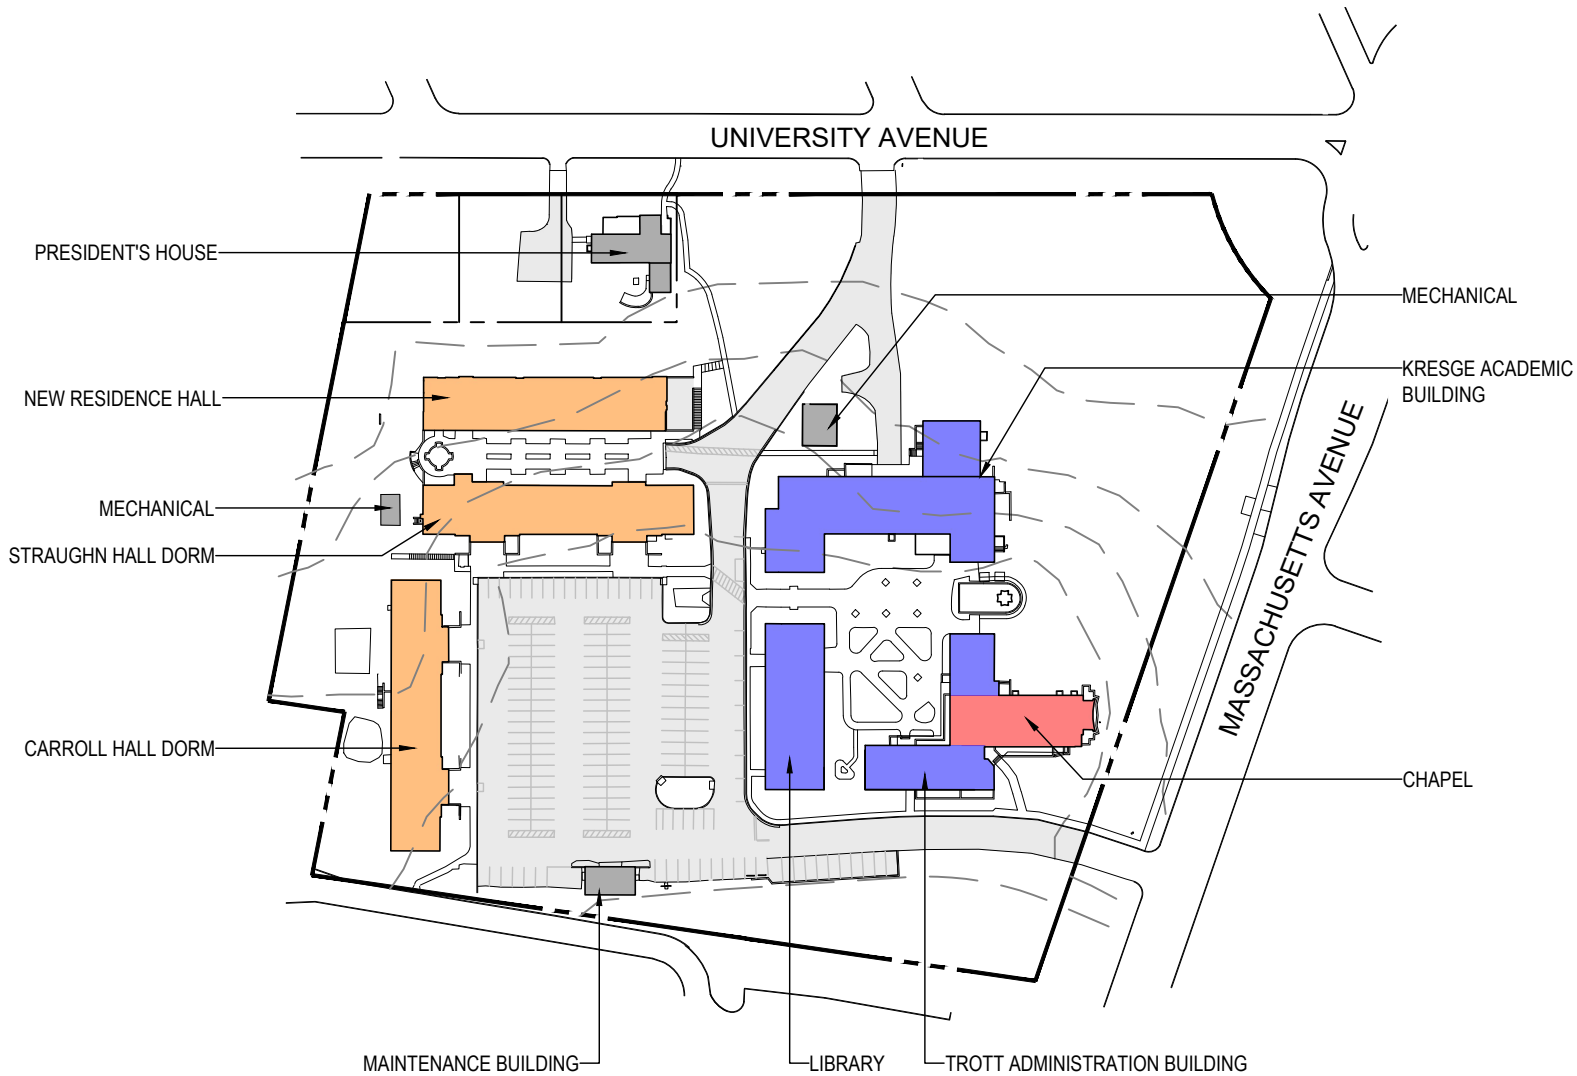 UNIVERSITY AVENUE
PRESIDENT'S HOUSE
MECHANICAL
KRESGE ACADEMIC
BUILDING
NEW RESIDENCE HALL
MASSACHUSETTS AVENUE
MECHANICAL
STRAUGHN HALL DORM
CARROLL HALL DORM
CHAPEL
MAINTENANCE BUILDING
LIBRARY
TROTT ADMINISTRATION BUILDING